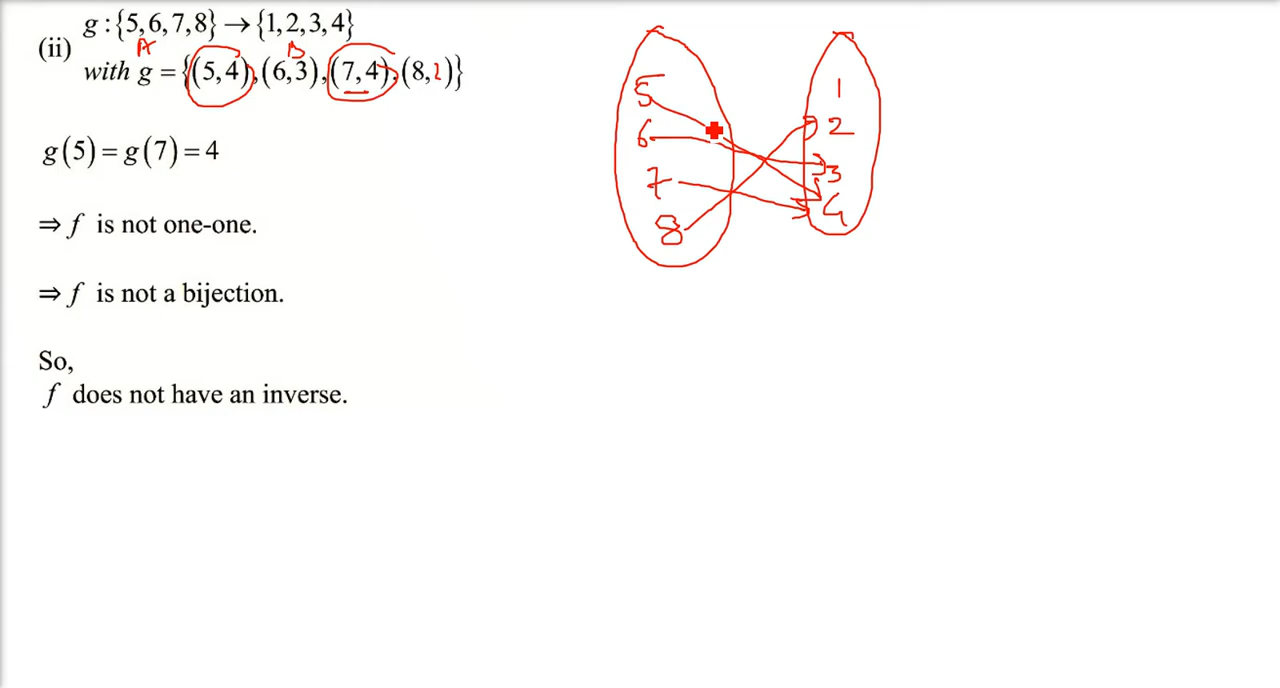 g : {5,6,7,8} → {1,2,3,4}
(ii)
A
B
with g = {(5,4),(6,3),(7,4),(8,2)}
g(5) = g(7) = 4
⇒ f is not one-one.
⇒ f is not a bijection.
So,
f does not have an inverse.
5
6
7
8
1
2
3
4